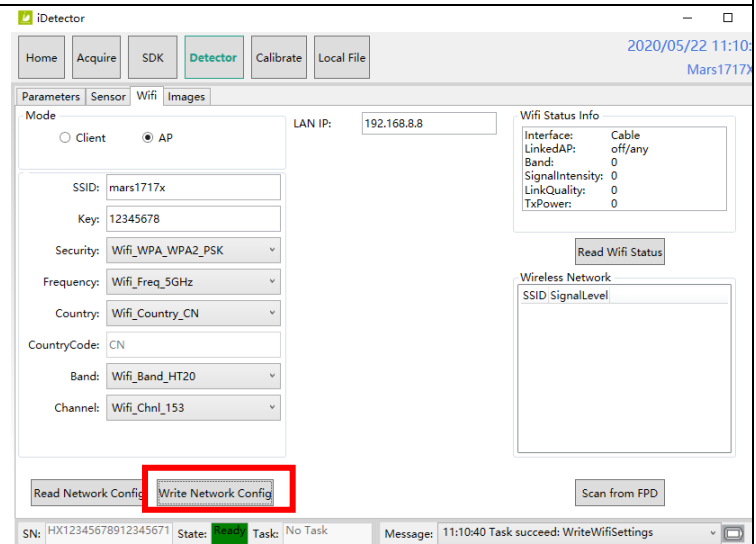 iDetector
Home Acquire SDK Detector Calibrate Local File
2020/05/22 11:10:
Mars1717X
Parameters Sensor Wifi Images
Mode
Client AP
LAN IP: 192.168.8.8
SSID: mars1717x
Key: 12345678
Security: Wifi_WPA_WPA2_PSK
Frequency: Wifi_Freq_5GHz
Country: Wifi_Country_CN
CountryCode: CN
Band: Wifi_Band_HT20
Channel: Wifi_Chnl_153
Wifi Status Info
Interface: Cable
LinkedAP: off/any
Band: 0
SignalIntensity: 0
LinkQuality: 0
TxPower: 0
Read Wifi Status
Wireless Network
SSID SignalLevel
Read Network Config Write Network Config Scan from FPD
SN: HX12345678912345671 State: Ready Task: No Task Message: 11:10:40 Task succeed: WriteWifiSettings